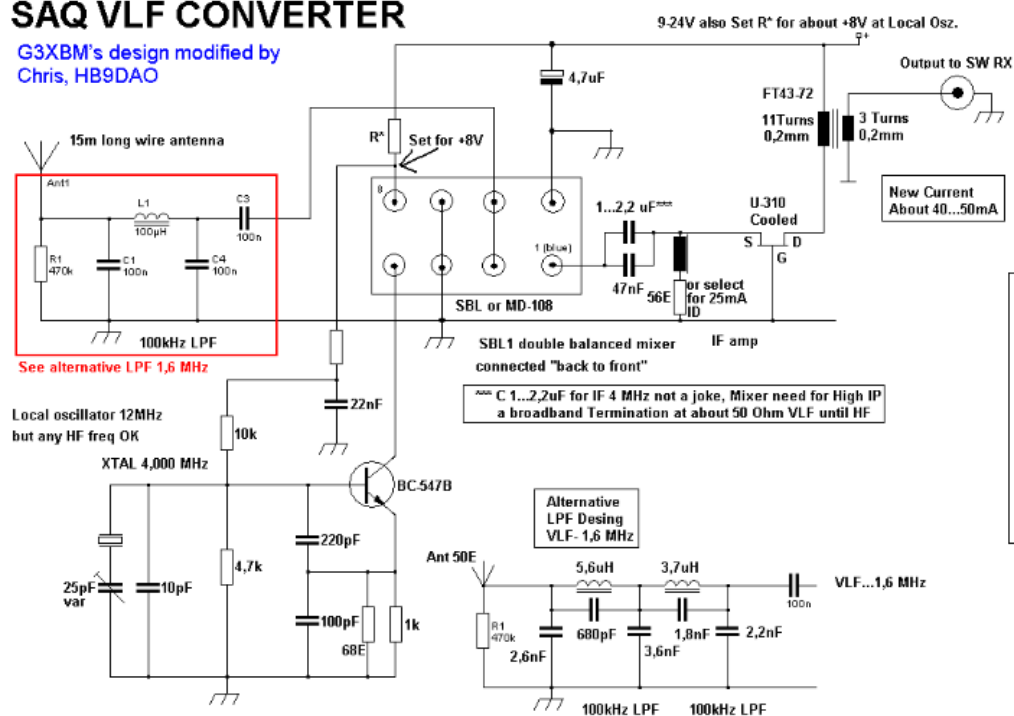 SAQ VLF CONVERTER
G3XBM's design modified by
Chris, HB9DAO
9-24V also Set R* for about +8V at Local Osz.
+
Output to SW RX
4,7uF
FT43-72
11Turns
0,2mm
3 Turns
0,2mm
R*
Set for +8V
15m long wire antenna
Ant1
L1
100µH
C3
100n
R1
470k
C1
100n
C4
100n
100kHz LPF
See alternative LPF 1,6 MHz
8
1 (blue)
SBL or MD-108
1...2,2 uF***
47nF
56E
or select
for 25mA
ID
U-310
Cooled
S
D
G
New Current
About 40...50mA
IF amp
SBL1 double balanced mixer
connected "back to front"
*** C 1...2,2uF for IF 4 MHz not a joke, Mixer need for High IP
a broadband Termination at about 50 Ohm VLF until HF
22nF
Local oscillator 12MHz
but any HF freq OK
10k
XTAL 4,000 MHz
BC-547B
25pF
var
10pF
4,7k
220pF
100pF
68E
1k
Alternative
LPF Desing
VLF- 1,6 MHz
Ant 50E
5,6uH
3,7uH
VLF...1,6 MHz
100n
R1
470k
680pF
1,8nF
2,2nF
2,6nF
3,6nF
100kHz LPF
100kHz LPF